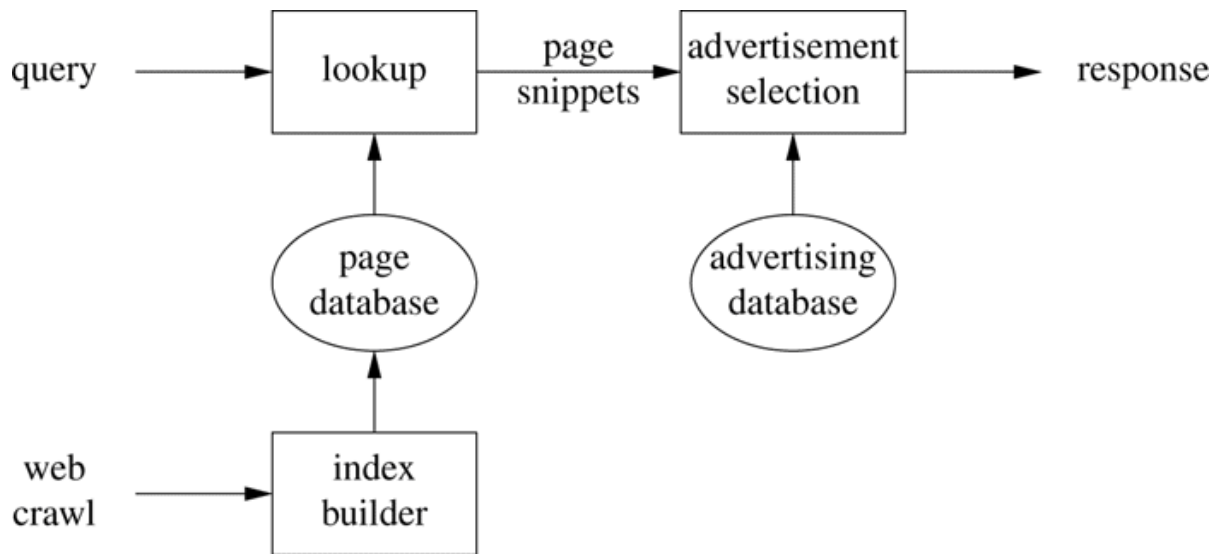 query
lookup
page
snippets
advertisement
selection
response
page
database
advertising
database
web
crawl
index
builder